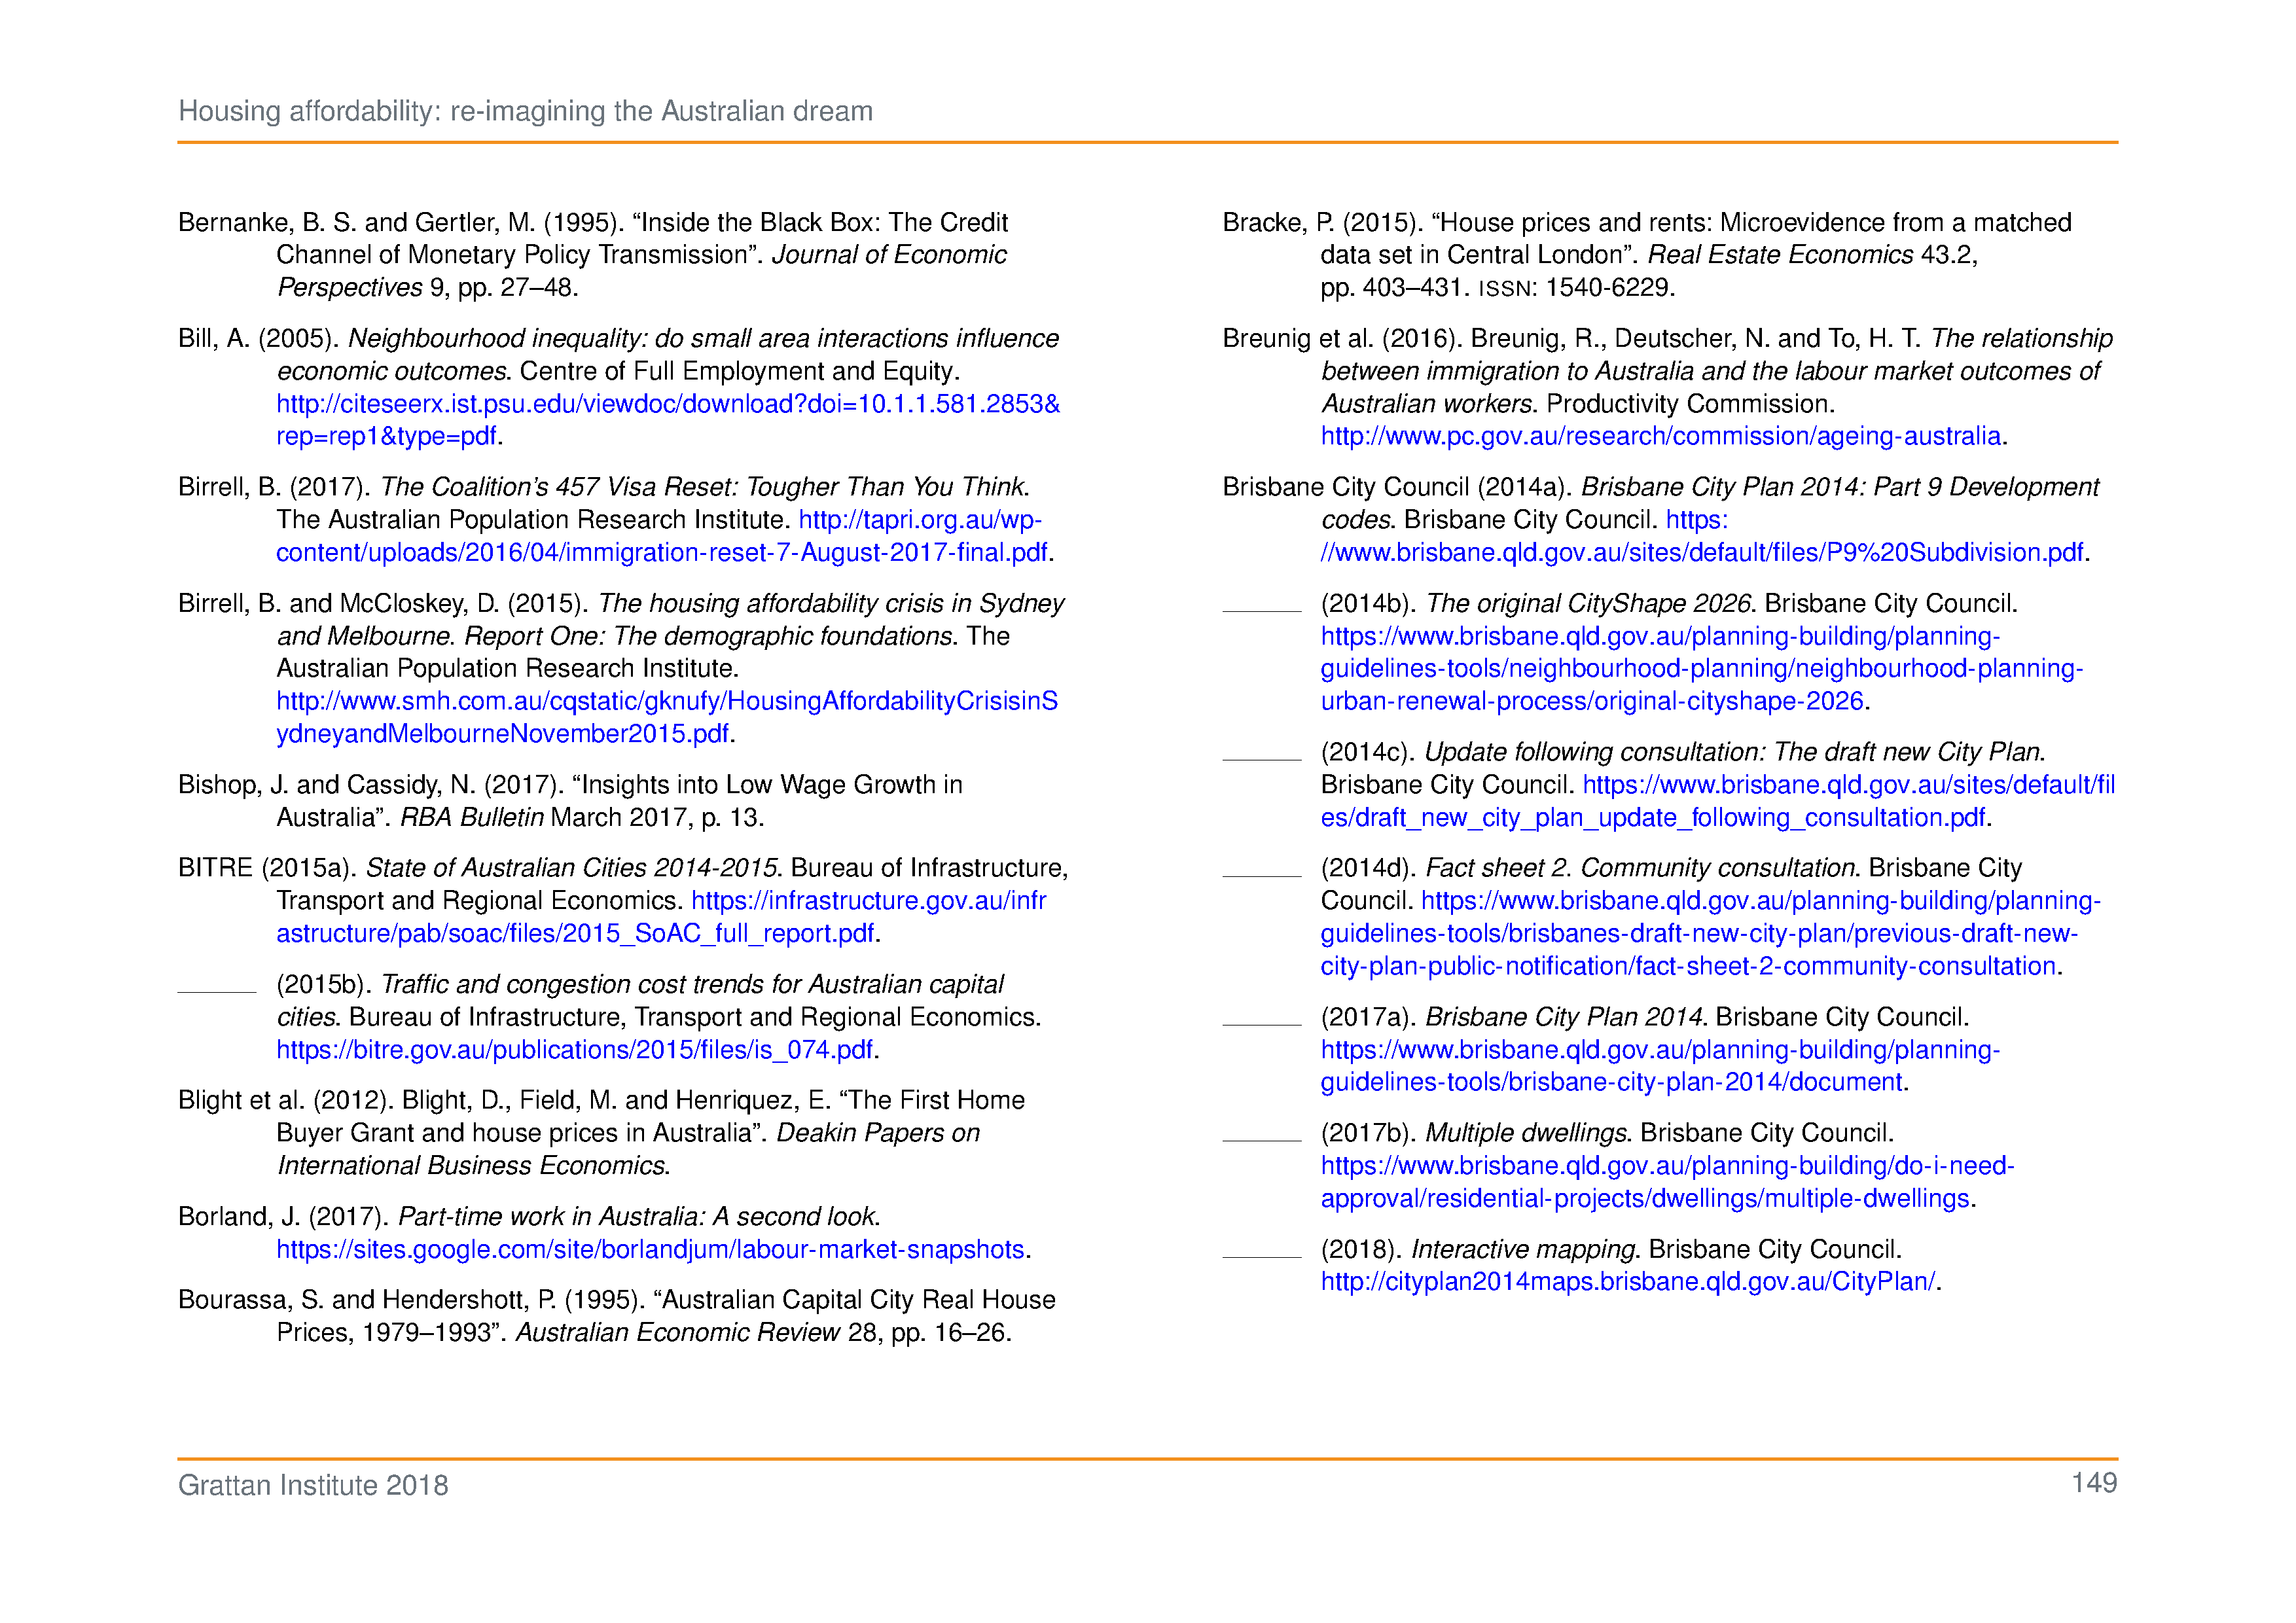 Housing affordability: re-imagining the Australian dream
Bernanke, B. S. and Gertler, M. (1995). “Inside the Black Box: The Credit
Channel of Monetary Policy Transmission”. Journal of Economic
Perspectives 9, pp. 27–48.
Bill, A. (2005). Neighbourhood inequality: do small area interactions influence
economic outcomes. Centre of Full Employment and Equity.
http://citeseerx.ist.psu.edu/viewdoc/download?doi=10.1.1.581.2853&
rep=rep1&type=pdf.
Birrell, B. (2017). The Coalition’s 457 Visa Reset: Tougher Than You Think.
The Australian Population Research Institute. http://tapri.org.au/wp-
content/uploads/2016/04/immigration-reset-7-August-2017-final.pdf.
Birrell, B. and McCloskey, D. (2015). The housing affordability crisis in Sydney
and Melbourne. Report One: The demographic foundations. The
Australian Population Research Institute.
http://www.smh.com.au/cqstatic/gknufy/HousingAffordabilityCrisisinS
ydneyandMelbourneNovember2015.pdf.
Bishop, J. and Cassidy, N. (2017). “Insights into Low Wage Growth in
Australia”. RBA Bulletin March 2017, p. 13.
BITRE (2015a). State of Australian Cities 2014-2015. Bureau of Infrastructure,
Transport and Regional Economics. https://infrastructure.gov.au/infr
astructure/pab/soac/files/2015_SoAC_full_report.pdf.
(2015b). Traffic and congestion cost trends for Australian capital
cities. Bureau of Infrastructure, Transport and Regional Economics.
https://bitre.gov.au/publications/2015/files/is_074.pdf.
Blight et al. (2012). Blight, D., Field, M. and Henriquez, E. “The First Home
Buyer Grant and house prices in Australia”. Deakin Papers on
International Business Economics.
Borland, J. (2017). Part-time work in Australia: A second look.
https://sites.google.com/site/borlandjum/labour-market-snapshots.
Bourassa, S. and Hendershott, P. (1995). “Australian Capital City Real House
Prices, 1979–1993”. Australian Economic Review 28, pp. 16–26.
Bracke, P. (2015). “House prices and rents: Microevidence from a matched
data set in Central London”. Real Estate Economics 43.2,
pp. 403–431. ISSN: 1540-6229.
Breunig et al. (2016). Breunig, R., Deutscher, N. and To, H. T. The relationship
between immigration to Australia and the labour market outcomes of
Australian workers. Productivity Commission.
http://www.pc.gov.au/research/commission/ageing-australia.
Brisbane City Council (2014a). Brisbane City Plan 2014: Part 9 Development
codes. Brisbane City Council. https:
//www.brisbane.qld.gov.au/sites/default/files/P9%20Subdivision.pdf.
(2014b). The original CityShape 2026. Brisbane City Council.
https://www.brisbane.qld.gov.au/planning-building/planning-
guidelines-tools/neighbourhood-planning/neighbourhood-planning-
urban-renewal-process/original-cityshape-2026.
(2014c). Update following consultation: The draft new City Plan.
Brisbane City Council. https://www.brisbane.qld.gov.au/sites/default/fil
es/draft_new_city_plan_update_following_consultation.pdf.
(2014d). Fact sheet 2. Community consultation. Brisbane City
Council. https://www.brisbane.qld.gov.au/planning-building/planning-
guidelines-tools/brisbanes-draft-new-city-plan/previous-draft-new-
city-plan-public-notification/fact-sheet-2-community-consultation.
(2017a). Brisbane City Plan 2014. Brisbane City Council.
https://www.brisbane.qld.gov.au/planning-building/planning-
guidelines-tools/brisbane-city-plan-2014/document.
(2017b). Multiple dwellings. Brisbane City Council.
https://www.brisbane.qld.gov.au/planning-building/do-i-need-
approval/residential-projects/dwellings/multiple-dwellings.
(2018). Interactive mapping. Brisbane City Council.
http://cityplan2014maps.brisbane.qld.gov.au/CityPlan/.
Grattan Institute 2018
149